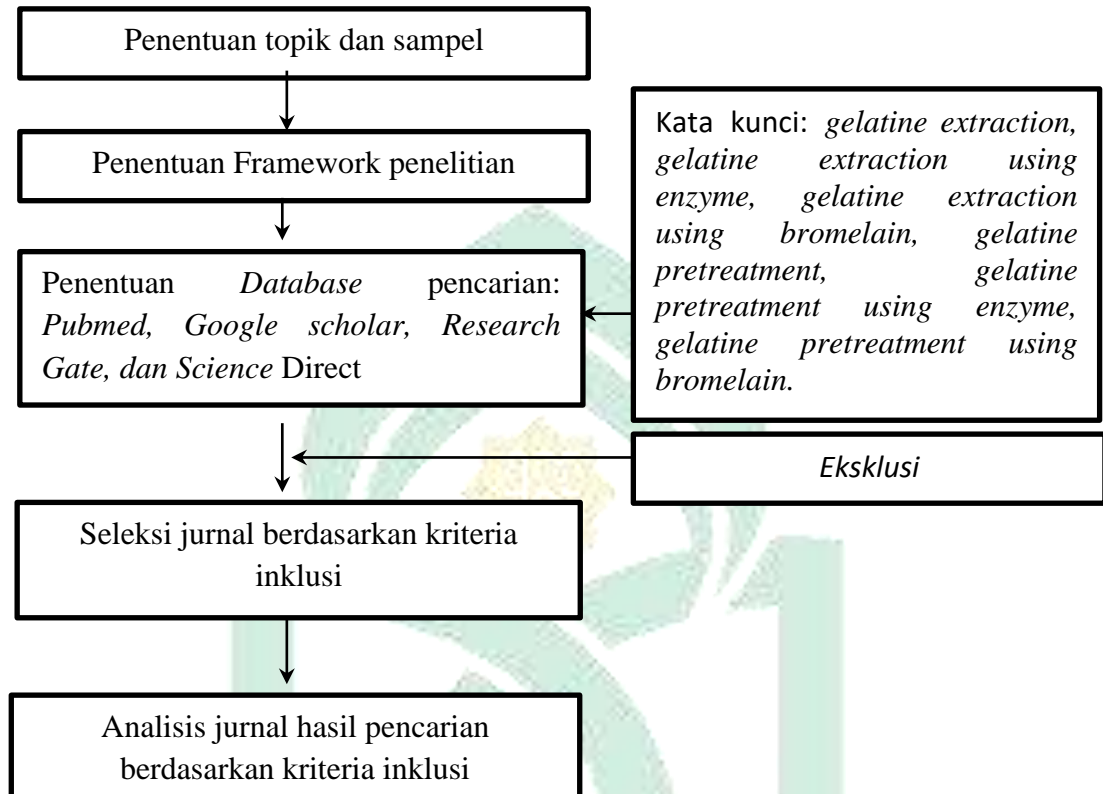 Penentuan topik dan sampel
Penentuan Framework penelitian
Penentuan Database pencarian:
Pubmed, Google scholar, Research
Gate, dan Science Direct
Kata kunci: gelatine extraction,
gelatine extraction using
enzyme, gelatine extraction
using bromelain, gelatine
pretreatment, gelatine
pretreatment using enzyme,
gelatine pretreatment using
bromelain.
Eksklusi
Seleksi jurnal berdasarkan kriteria
inklusi
Analisis jurnal hasil pencarian
berdasarkan kriteria inklusi